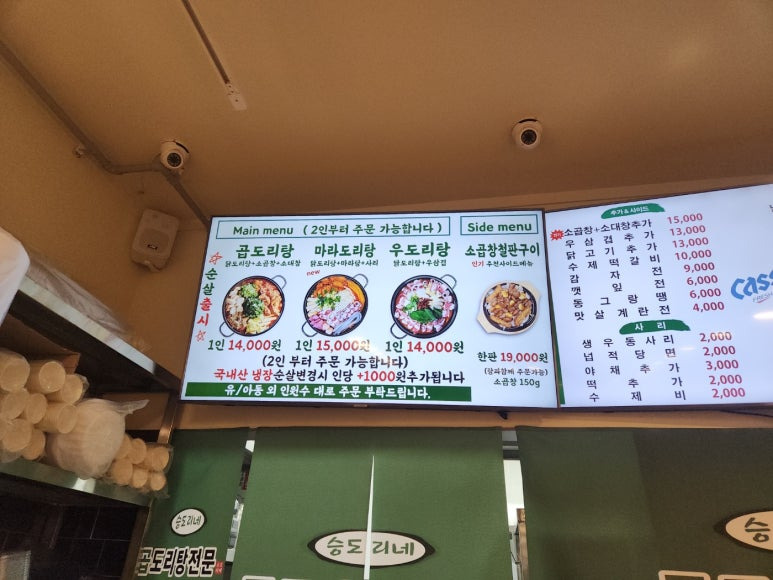 Main menu (2인부터 주문 가능합니다)
Side menu
순살출시
곱도리탕
닭도리당+소곱창+소대창
1인 14,000원
마라도리탕
닭도리당+마라당+사리
new
1인 15,000원
우도리탕
닭도리당+우삼겹
1인 14,000원
소곱창철판구이
인기 추천사이드메뉴
한판 19,000원
(탕과함께 주문가능)
소곱창 150g
(2인 부터 주문 가능합니다)
국내산 냉장순살변경시 인당 +1000원추가됩니다
유/아동 외 인원수 대로 주문 부탁드립니다.
추가 & 사이드
소곱창+소대창추가 15,000
우삼겹추가 13,000
닭고기추가 13,000
수제떡갈비 10,000
감자전 9,000
깻잎전 6,000
동그랑땡 6,000
맛살계란전 4,000
사리
생우동사리 2,000
넙적당면 2,000
야채추가 3,000
떡추가 2,000
수제비 2,000
cass
승도리네
곱도리탕전문
승도리네